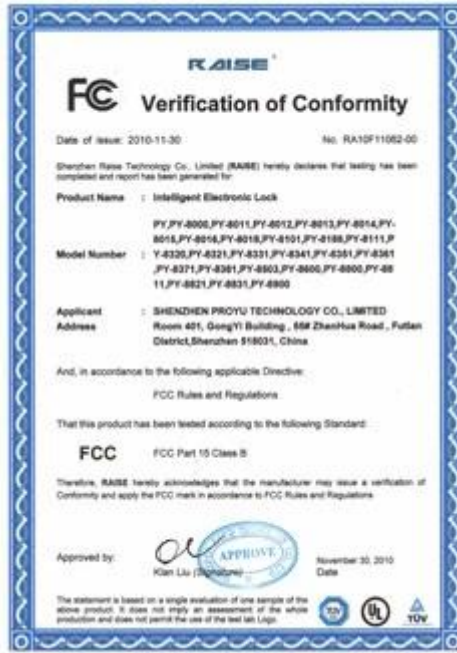 RAISE
FC
Verification of Conformity
Date of issue: 2010-11-30 No. RA10F11062-00
Shenzhen Raise Technology Co., Limited (RAISE) hereby declares that testing has been
completed and report has been generated for
Product Name : Intelligent Electronic Lock
PY,PY-8000,PY-8011,PY-8012,PY-8013,PY-8014,PY-
8015,PY-8016,PY-8018,PY-8101,PY-8188,PY-8111,P
Model Number : Y-8320,PY-8321,PY-8331,PY-8341,PY-8351,PY-8361
,PY-8371,PY-8381,PY-8503,PY-8600,PY-8800,PY-88
11,PY-8821,PY-8831,PY-8900
Applicant : SHENZHEN PROYU TECHNOLOGY CO., LIMITED
Address Room 401, GongYi Building , 88# ZhenHua Road , Futian
District,Shenzhen 518031, China
And, in accordance to the following applicable Directive:
FCC Rules and Regulations
That this product has been tested according to the following Standard:
FCC FCC Part 15 Class B
Therefore, RAISE hereby acknowledges that the manufacturer may issue a verification of
Conformity and apply the FCC mark in accordance to FCC Rules and Regulations
Approved by:
APPROVE
Kian Liu (Signature)
November 30, 2010
Date
The statement is based on a single evaluation of one sample of the
above product. It does not imply an assessment of the whole
production and does not permit the use of the test lab Logo.
TUV
UL
TÜV